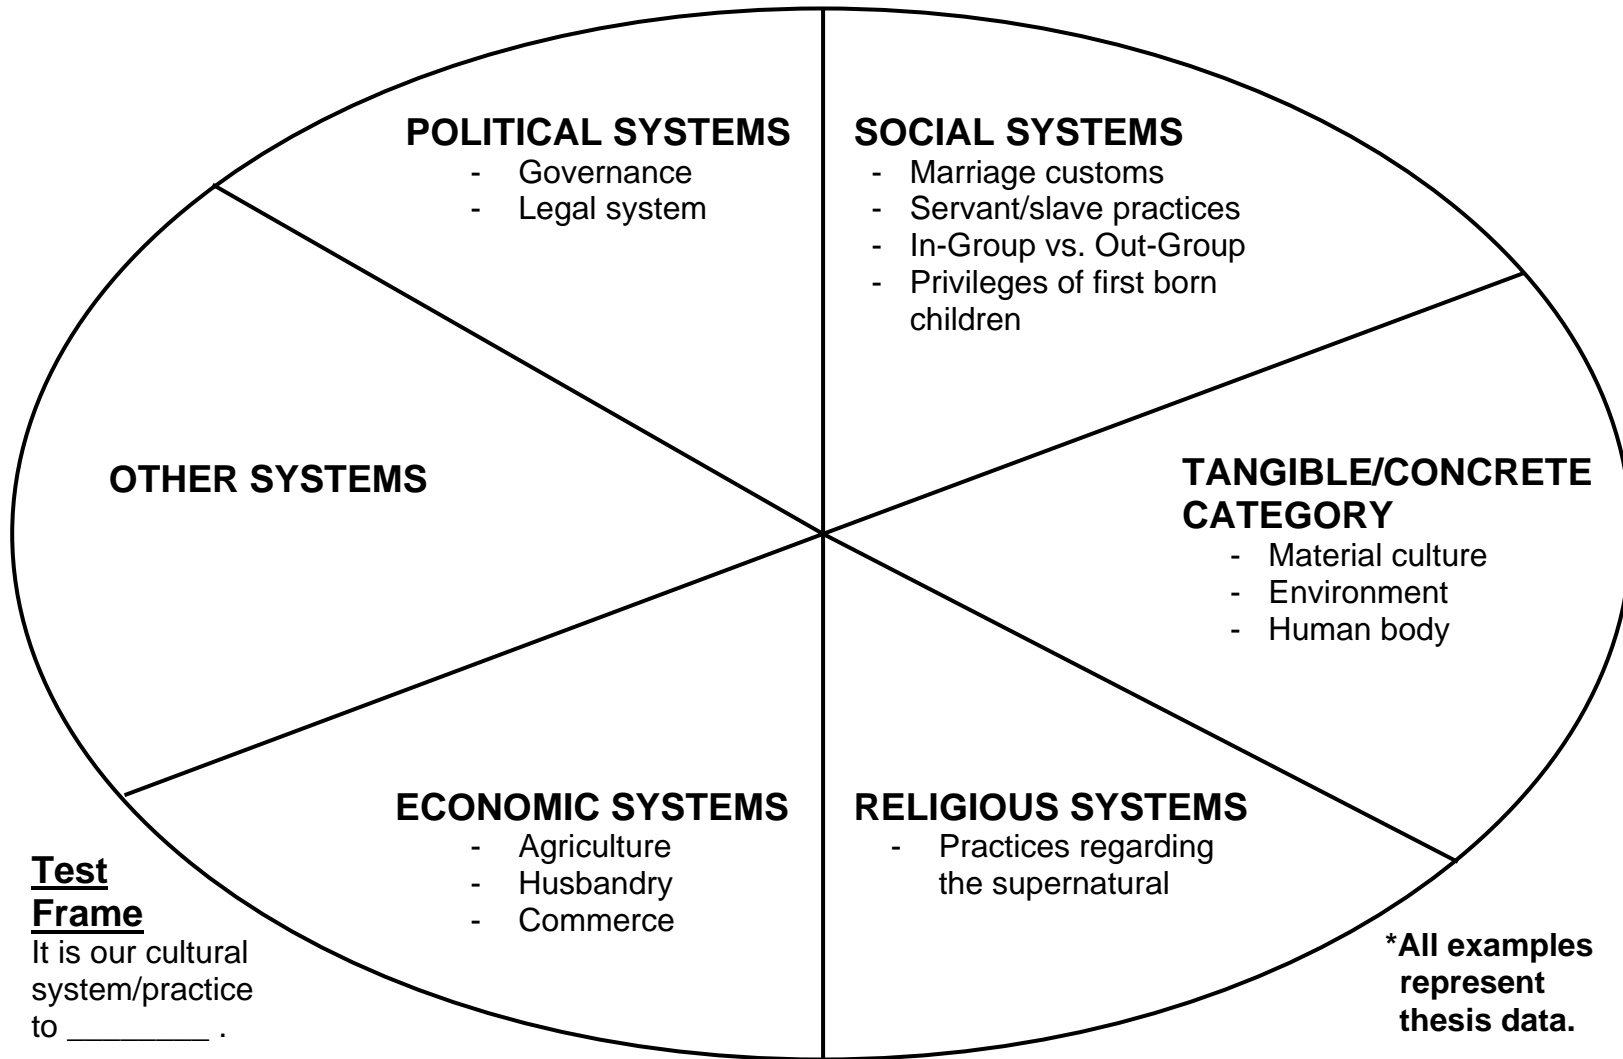 POLITICAL SYSTEMS
- Governance
- Legal system
SOCIAL SYSTEMS
- Marriage customs
- Servant/slave practices
- In-Group vs. Out-Group
- Privileges of first born
children
OTHER SYSTEMS
TANGIBLE/CONCRETE
CATEGORY
- Material culture
- Environment
- Human body
ECONOMIC SYSTEMS
- Agriculture
- Husbandry
- Commerce
RELIGIOUS SYSTEMS
- Practices regarding
the supernatural
Test
Frame
It is our cultural
system/practice
to ________ .
*All examples
represent
thesis data.